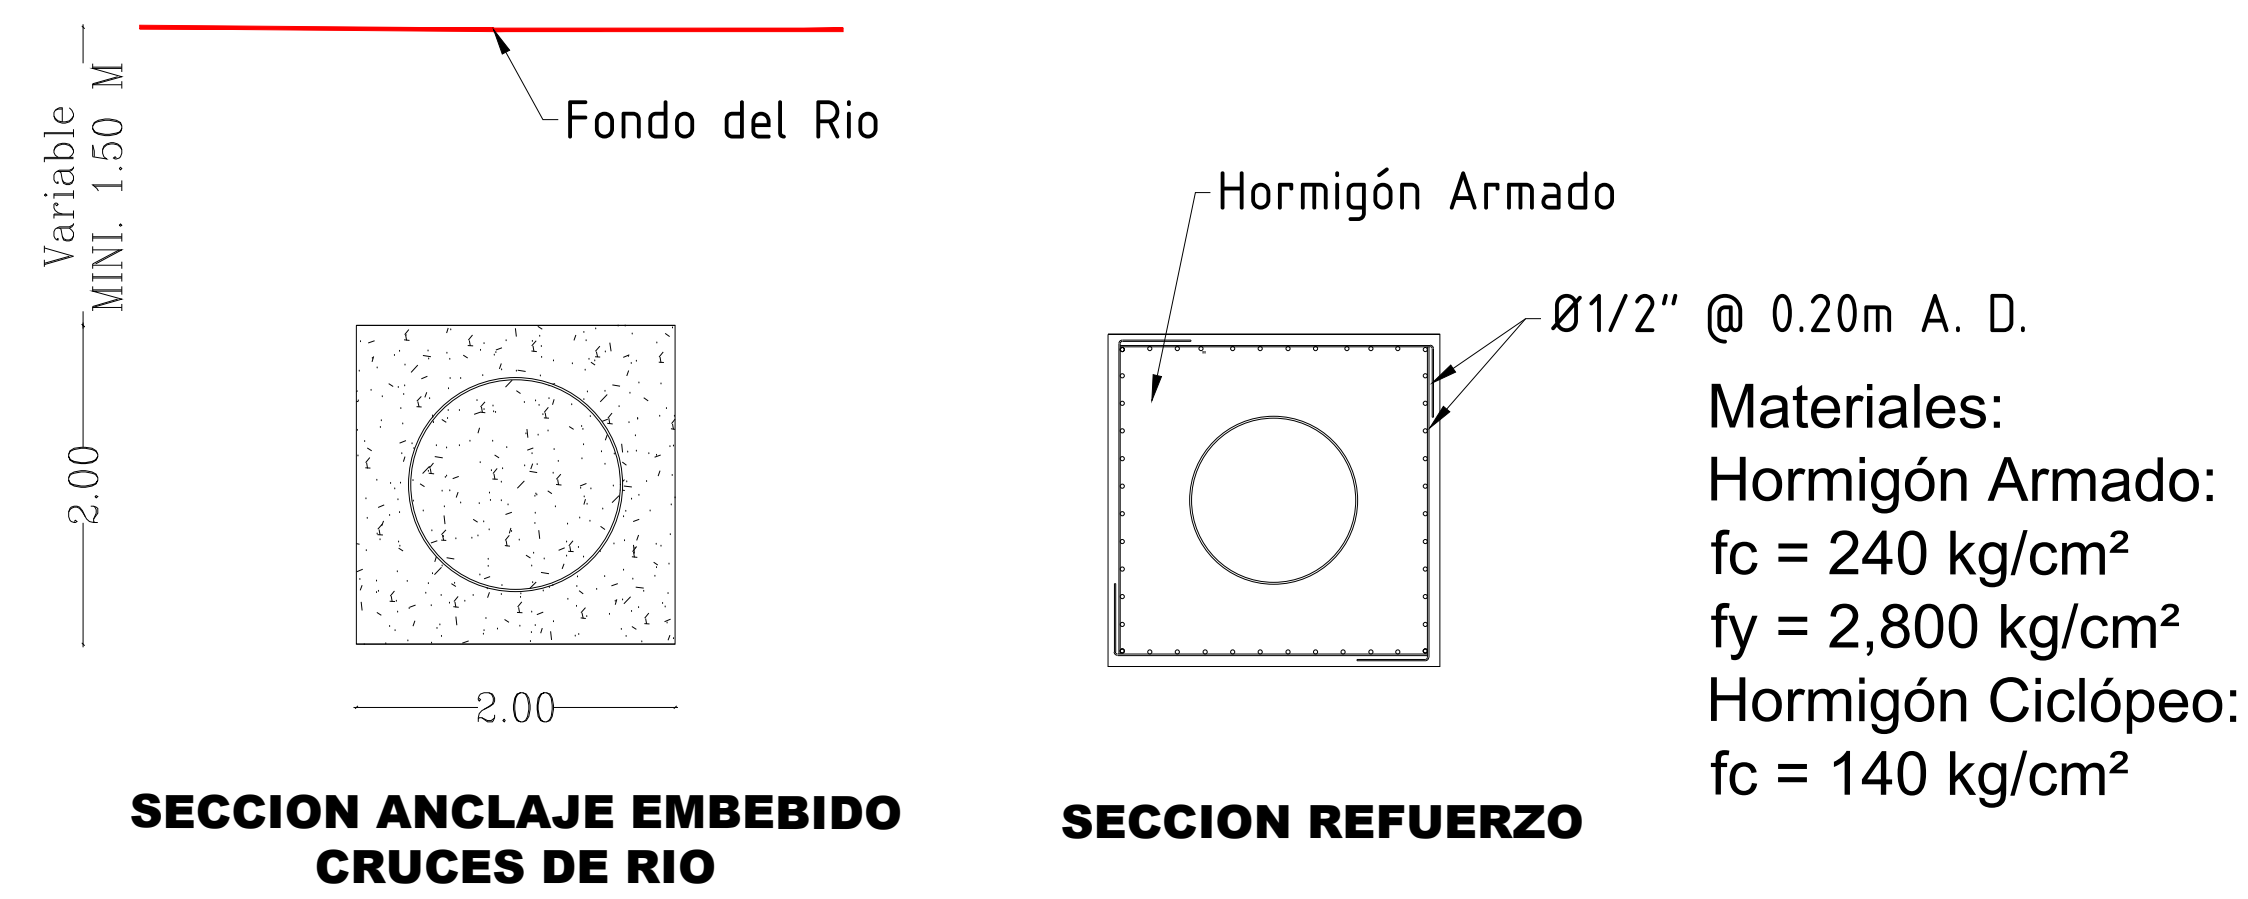 Variable
MINI. 1.50 M
Fondo del Rio
2.00
2.00
SECCION ANCLAJE EMBEBIDO
CRUCES DE RIO
Hormigón Armado
Ø1/2" @ 0.20m A. D.
SECCION REFUERZO
Materiales:
Hormigón Armado:
fc = 240 kg/cm²
fy = 2,800 kg/cm²
Hormigón Ciclópeo:
fc = 140 kg/cm²